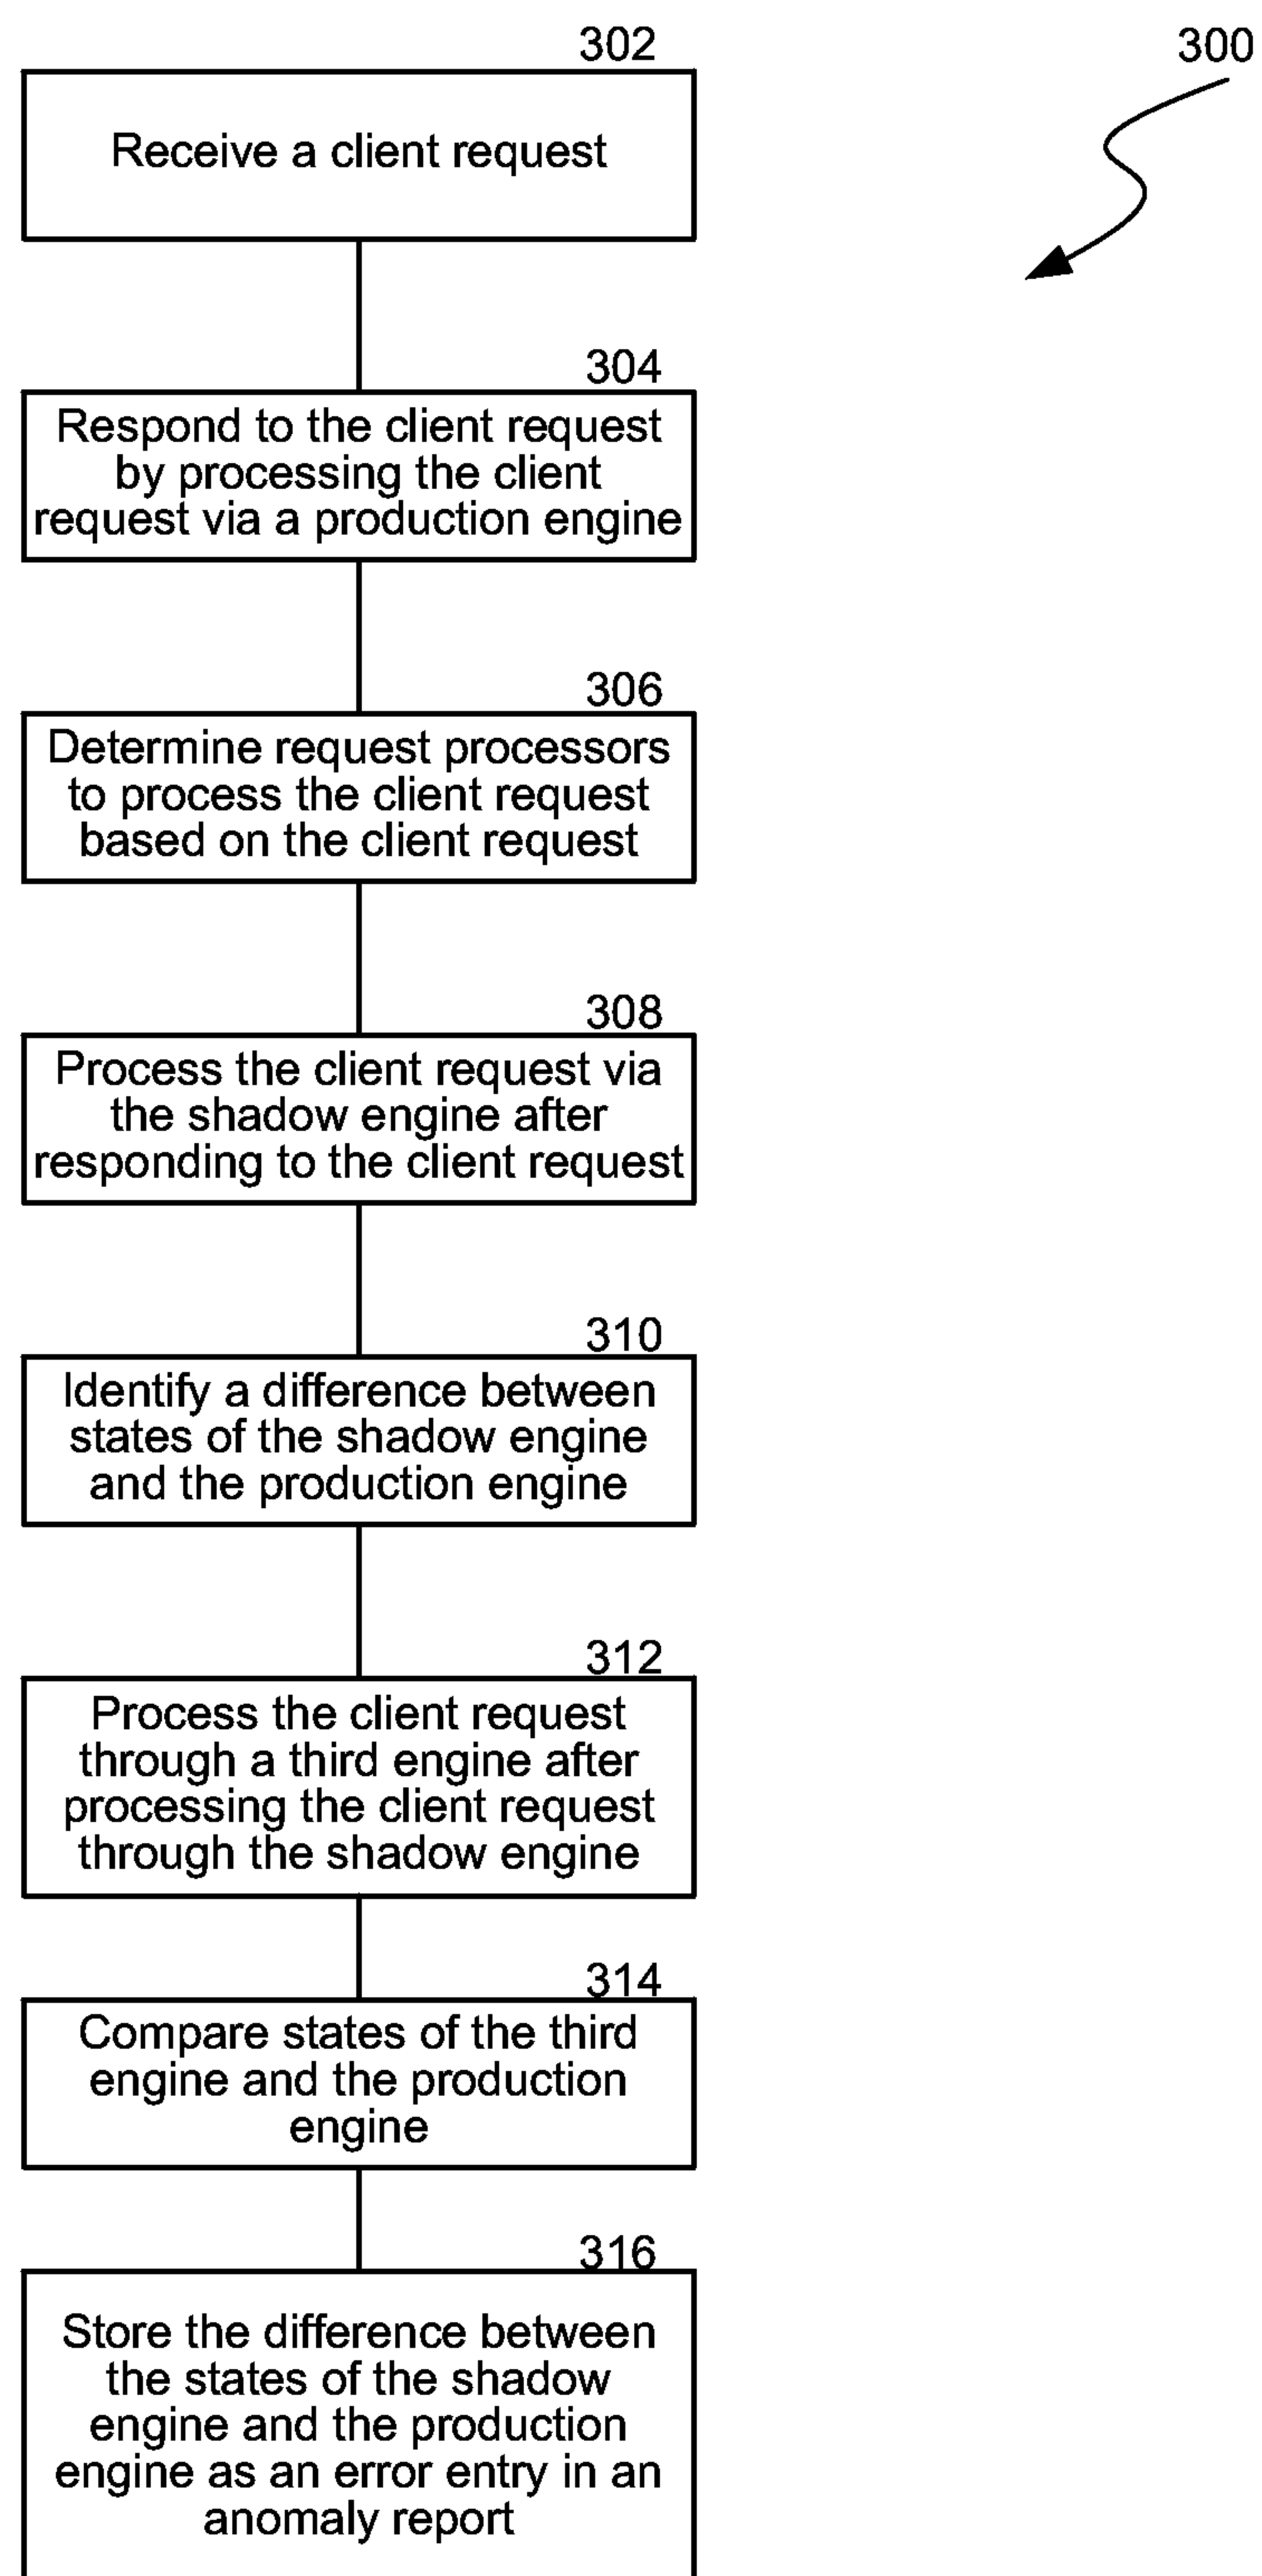 302
300
Receive a client request
304
Respond to the client request
by processing the client
request via a production engine
306
Determine request processors
to process the client request
based on the client request
308
Process the client request via
the shadow engine after
responding to the client request
310
Identify a difference between
states of the shadow engine
and the production engine
312
Process the client request
through a third engine after
processing the client request
through the shadow engine
314
Compare states of the third
engine and the production
engine
316
Store the difference between
the states of the shadow
engine and the production
engine as an error entry in an
anomaly report